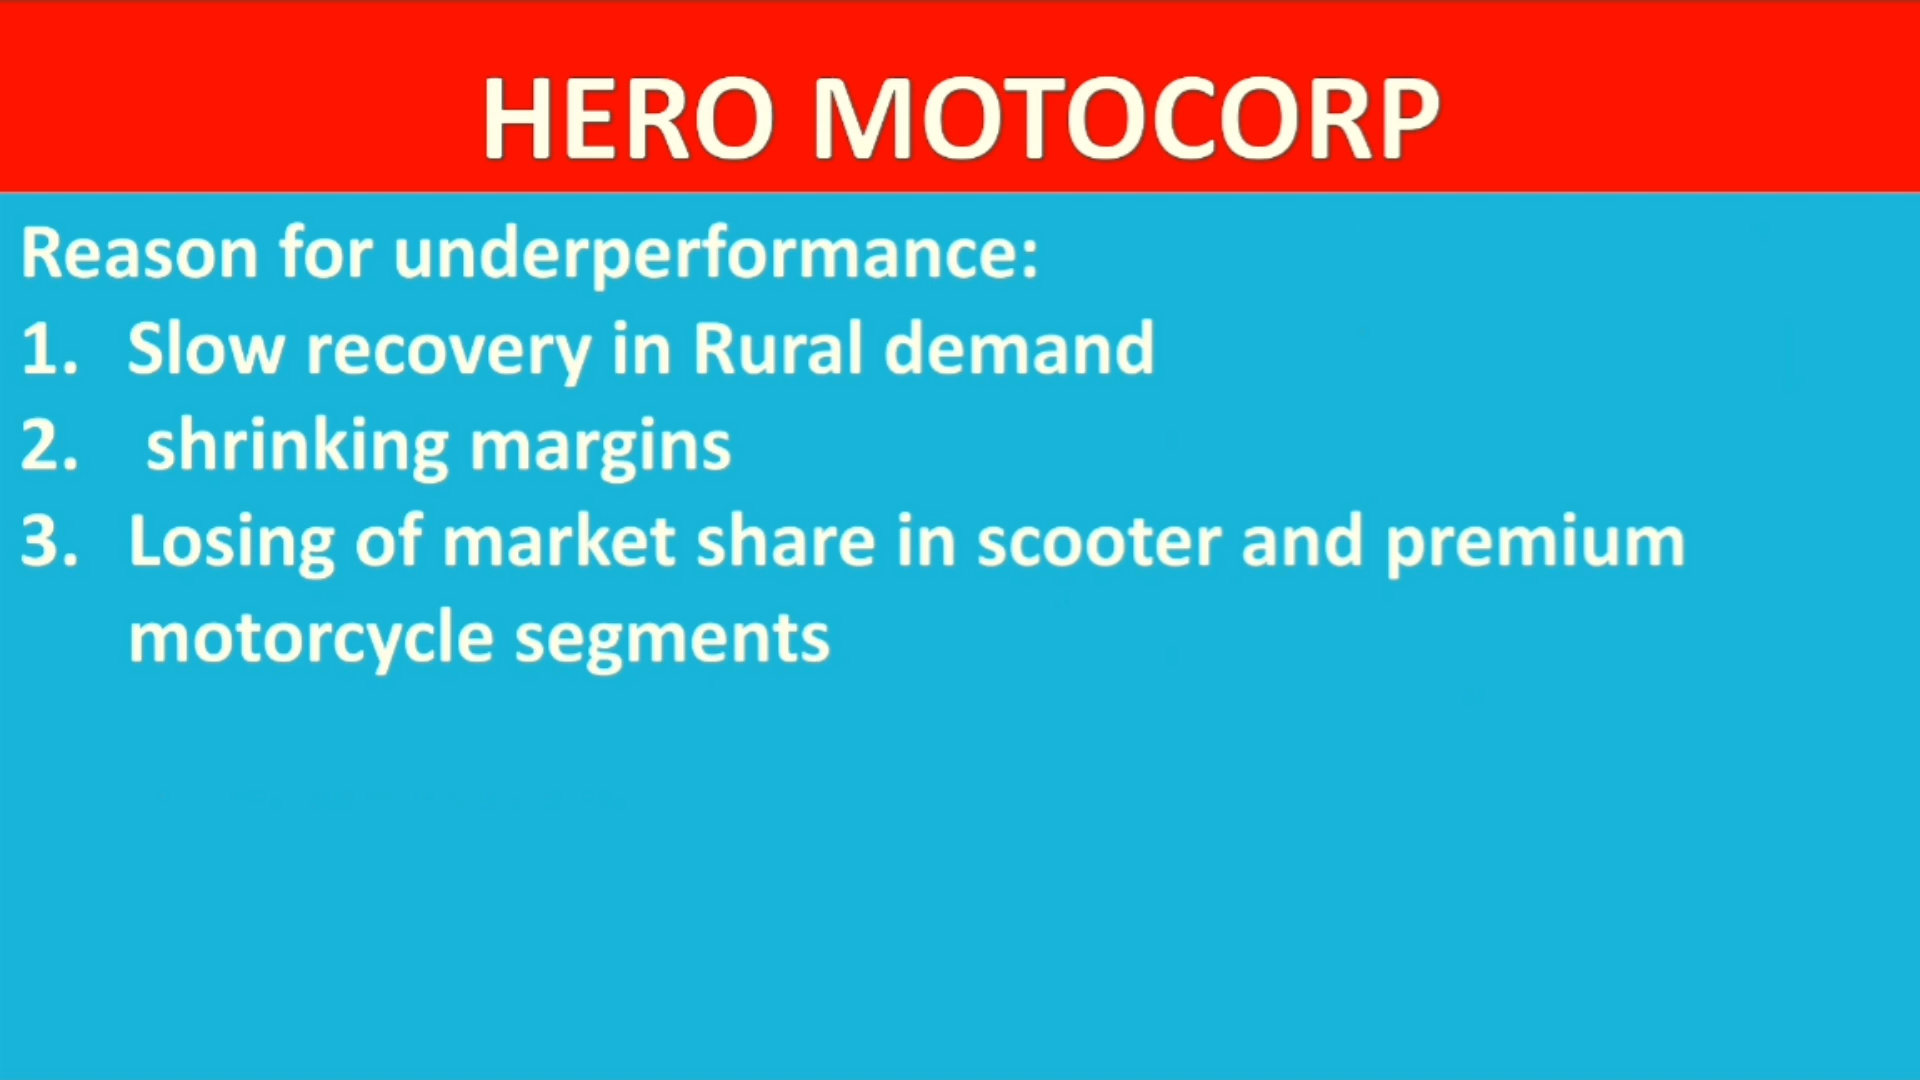 HERO MOTOCORP
Reason for underperformance:
1. Slow recovery in Rural demand
2. shrinking margins
3. Losing of market share in scooter and premium
motorcycle segments